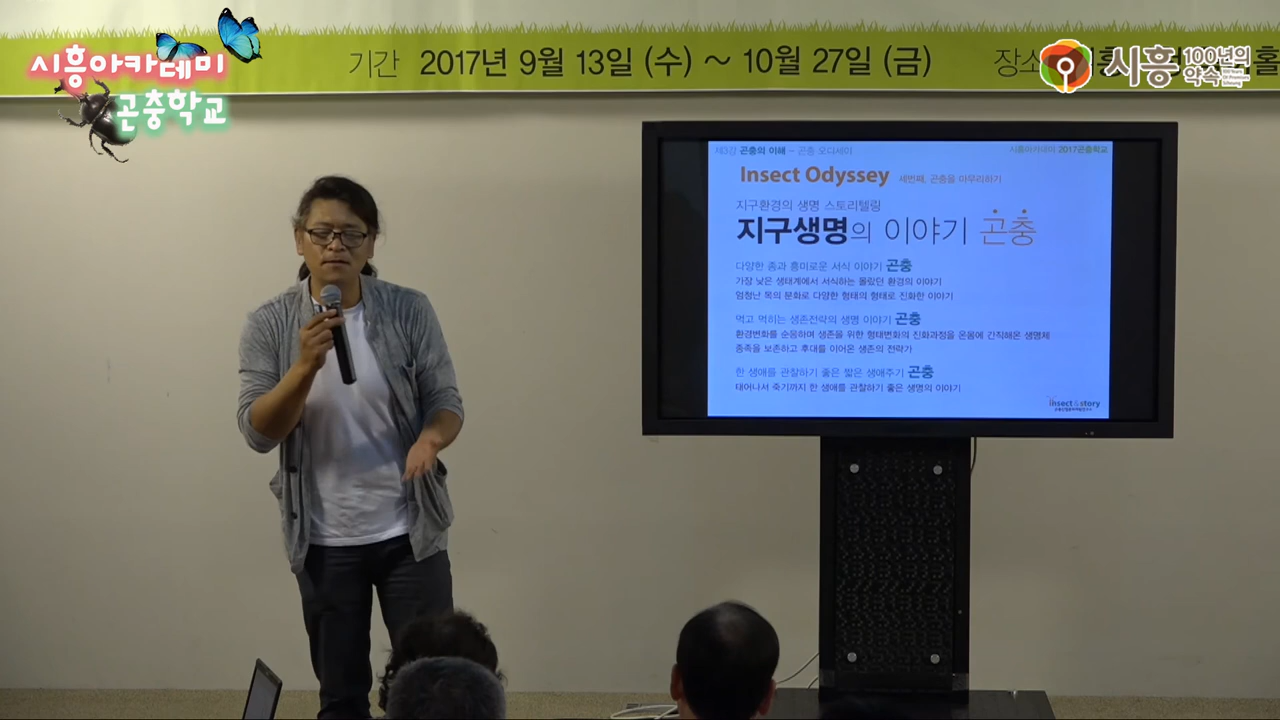 시흥아카데미
곤충학교
기간 2017년 9월 13일 (수) ~ 10월 27일 (금)
장소
시흥 100년의 약속
제3강 곤충의 이해 - 곤충 오디세이
시흥아카데미 2017곤충학교
Insect Odyssey 세번째, 곤충을 마무리하기
지구환경의 생명 스토리텔링
지구생명의 이야기 곤충
다양한 종과 흥미로운 서식 이야기 곤충
가장 낮은 생태계에서 서식하는 몰랐던 환경의 이야기
엄청난 목의 분화로 다양한 형태의 형태로 진화한 이야기
먹고 먹히는 생존전략의 생명 이야기 곤충
환경변화를 순응하며 생존을 위한 형태변화의 진화과정을 온몸에 간직해온 생명체
종족을 보존하고 후대를 이어온 생존의 전략가
한 생애를 관찰하기 좋은 짧은 생애주기 곤충
태어나서 죽기까지 한 생애를 관찰하기 좋은 생명의 이야기
insect & story